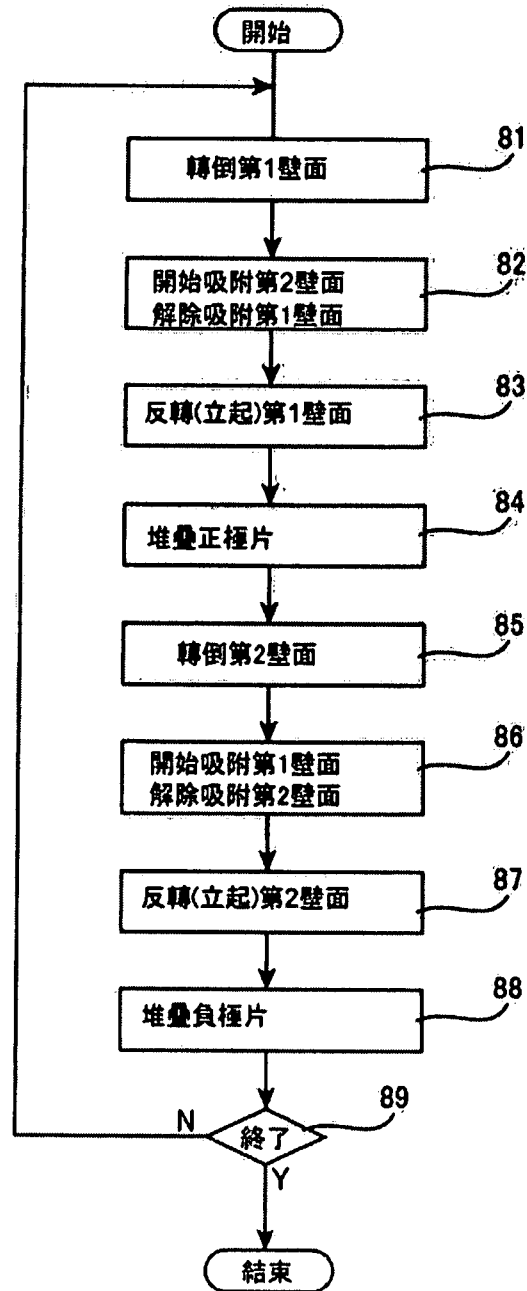 開始
轉倒第1壁面
81
開始吸附第2壁面
解除吸附第1壁面
82
反轉(立起)第1壁面
83
堆疊正極片
84
轉倒第2壁面
85
開始吸附第1壁面
解除吸附第2壁面
86
反轉(立起)第2壁面
87
堆疊負極片
88
終了
89
N
Y
結束